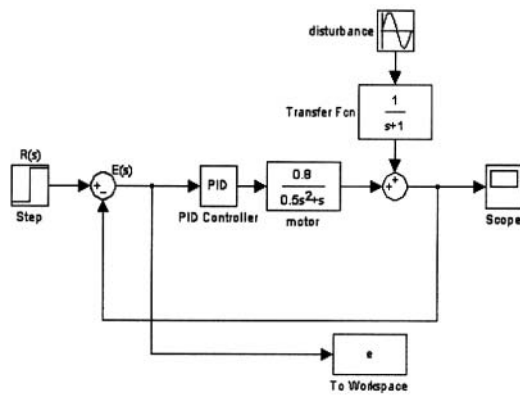 disturbance
Transfer Fcn
1
s+1
R(s)
E(s)
+
−
PID
0.8
0.5s²+s
+
+
Step
PID Controller
motor
Scope
e
To Workspace